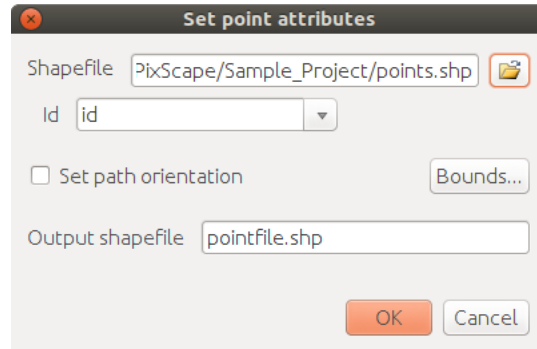 Set point attributes
Shapefile PixScape/Sample_Project/points.shp
Id id
Set path orientation Bounds...
Output shapefile pointfile.shp
OK Cancel